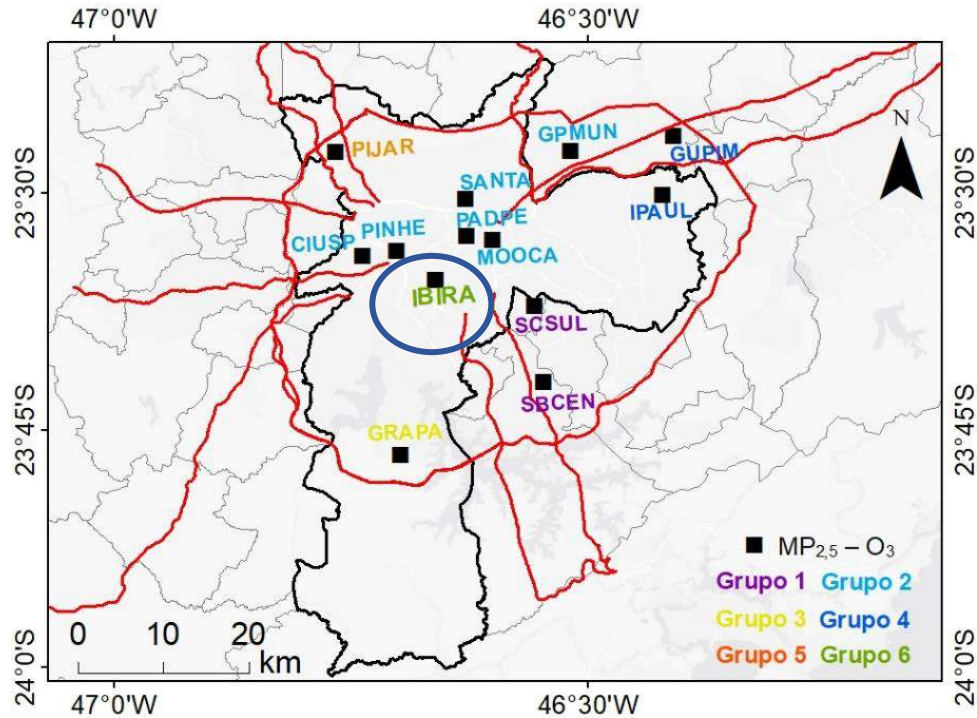 47°0'W 46°30'W
N
GPMUN
GUPIM
PIJAR
23°30'S 23°30'S
SANTA
IPAUL
PADPE
PINHE
CIUSP
MOOCA
IBIRA
SCSUL
SBCEN
GRAPA
23°45'S 23°45'S
MP2,5 – O3
Grupo 1 Grupo 2
Grupo 3 Grupo 4
Grupo 5 Grupo 6
0 10 20
km
24°0'S 24°0'S
47°0'W 46°30'W